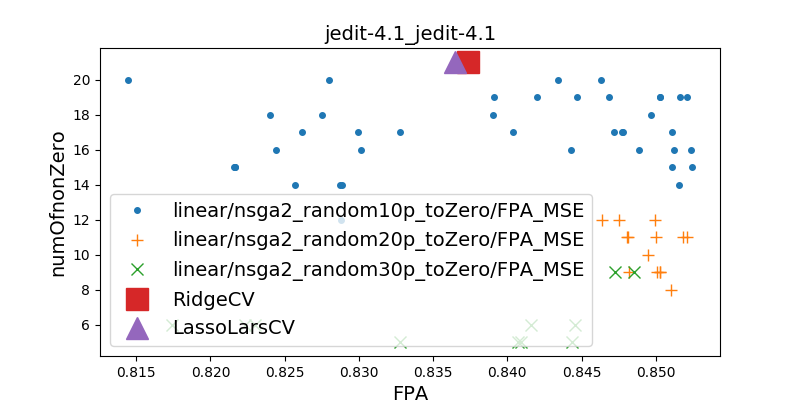 jedit-4.1_jedit-4.1
numOfnonZero
20
18
16
14
12
10
8
6
linear/nsga2_random10p_toZero/FPA_MSE
linear/nsga2_random20p_toZero/FPA_MSE
linear/nsga2_random30p_toZero/FPA_MSE
RidgeCV
LassoLarsCV
0.815 0.820 0.825 0.830 0.835 0.840 0.845 0.850
FPA